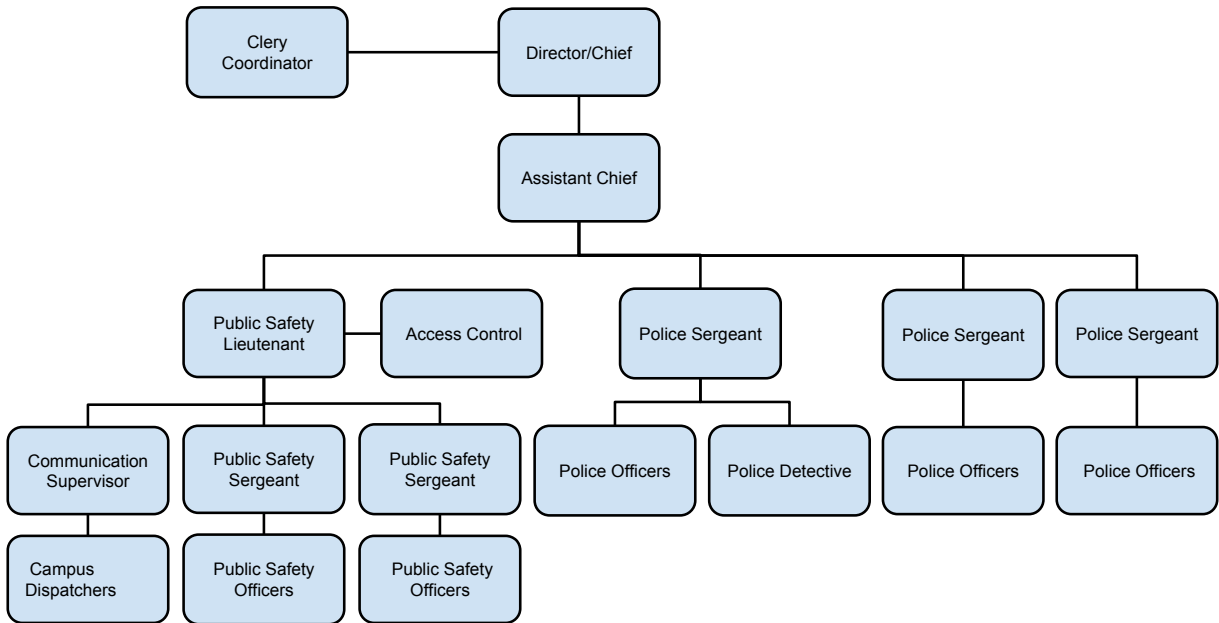 Clery
Coordinator
Director/Chief
Assistant Chief
Public Safety
Lieutenant
Access Control
Police Sergeant
Police Sergeant
Police Sergeant
Communication
Supervisor
Public Safety
Sergeant
Public Safety
Sergeant
Police Officers
Police Detective
Police Officers
Police Officers
Campus
Dispatchers
Public Safety
Officers
Public Safety
Officers